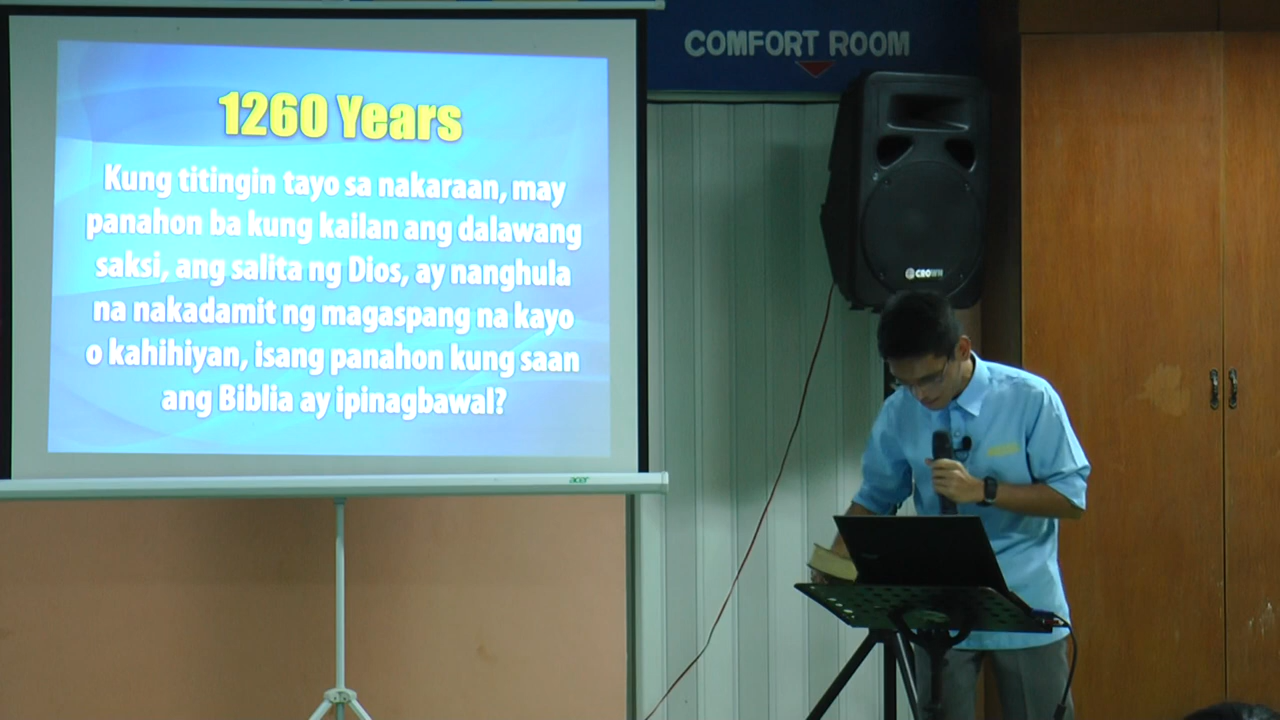 COMFORT ROOM
1260 Years
Kung titingin tayo sa nakaraan, may
panahon ba kung kailan ang dalawang
saksi, ang salita ng Dios, ay nanghula
na nakadamit ng magaspang na kayo
o kahihiyan, isang panahon kung saan
ang Biblia ay ipinagbawal?
acer
CROWN